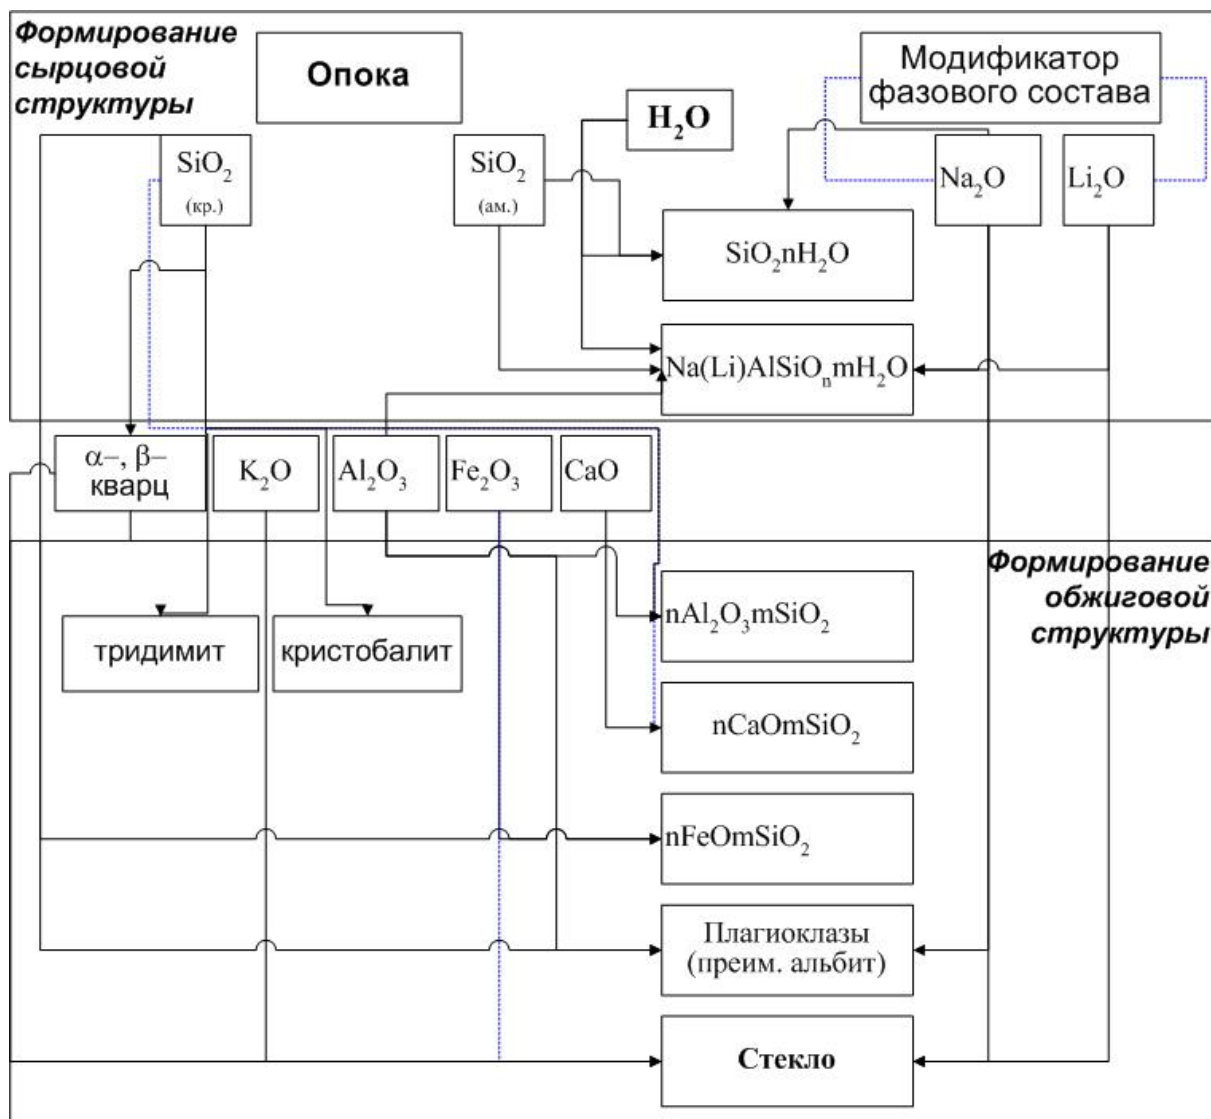 Формирование
сырцовой
структуры
Опока
H₂O
Модификатор
фазового состава
SiO₂
(кр.)
SiO₂
(ам.)
Na₂O
Li₂O
SiO₂nH₂O
Na(Li)AlSiOₙmH₂O
α–, β–
кварц
K₂O
Al₂O₃
Fe₂O₃
CaO
Формирование
обжиговой
структуры
nAl₂O₃mSiO₂
тридимит
кристобалит
nCaOmSiO₂
nFeOmSiO₂
Плагиоклазы
(преим. альбит)
Стекло